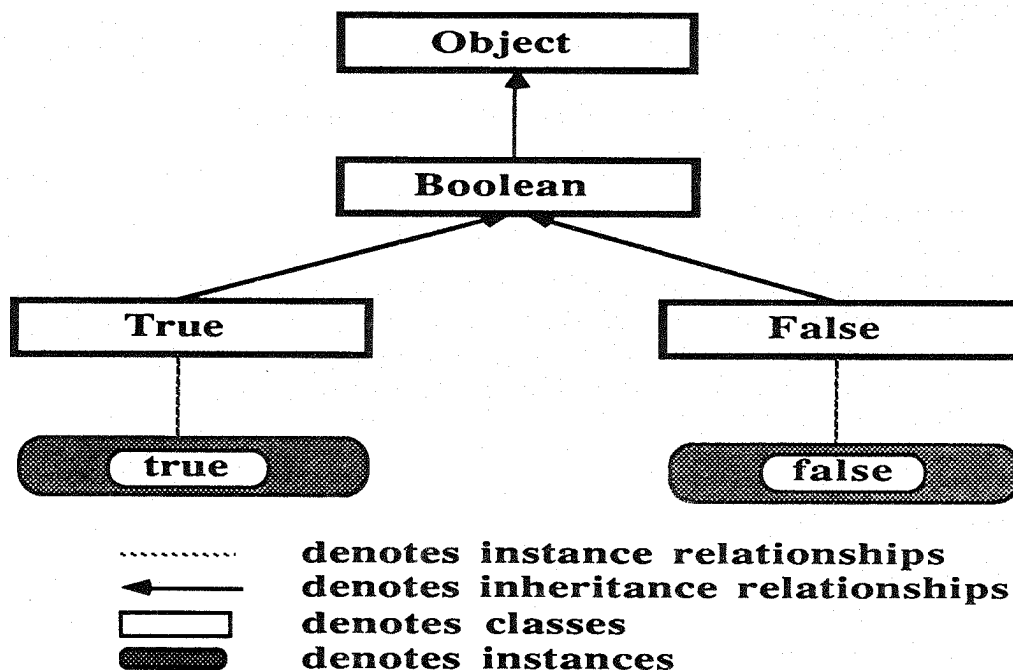 Object
Boolean
True
False
true
false
denotes instance relationships
denotes inheritance relationships
denotes classes
denotes instances